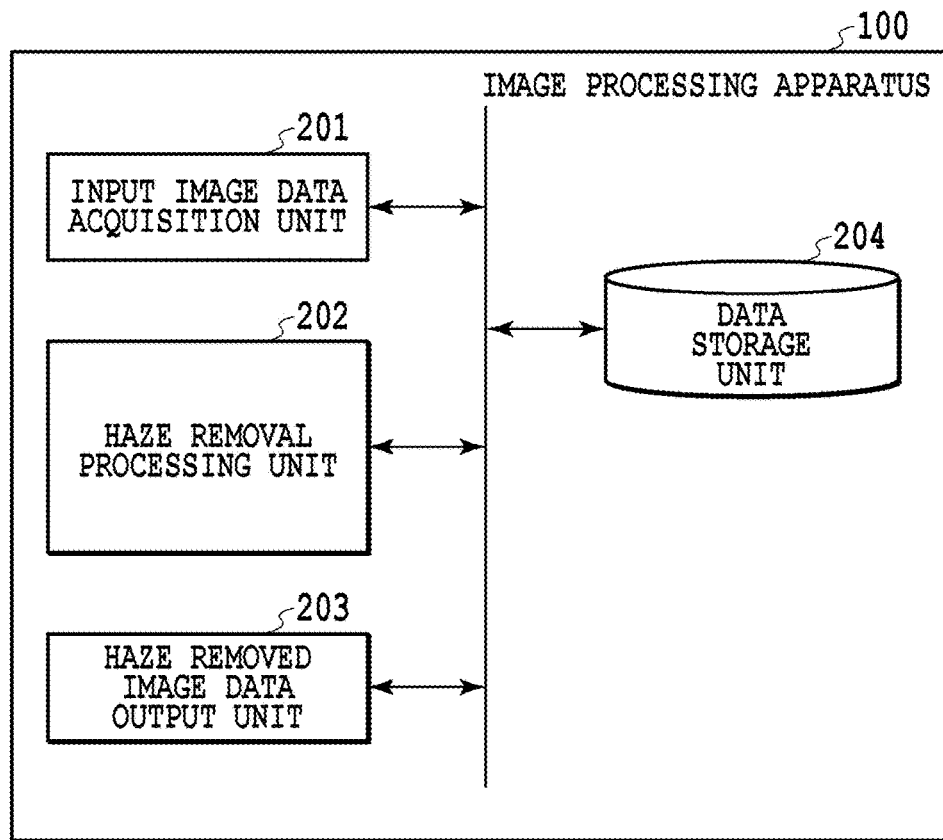 100
IMAGE PROCESSING APPARATUS
201
INPUT IMAGE DATA
ACQUISITION UNIT
204
DATA
STORAGE
UNIT
202
HAZE REMOVAL
PROCESSING UNIT
203
HAZE REMOVED
IMAGE DATA
OUTPUT UNIT